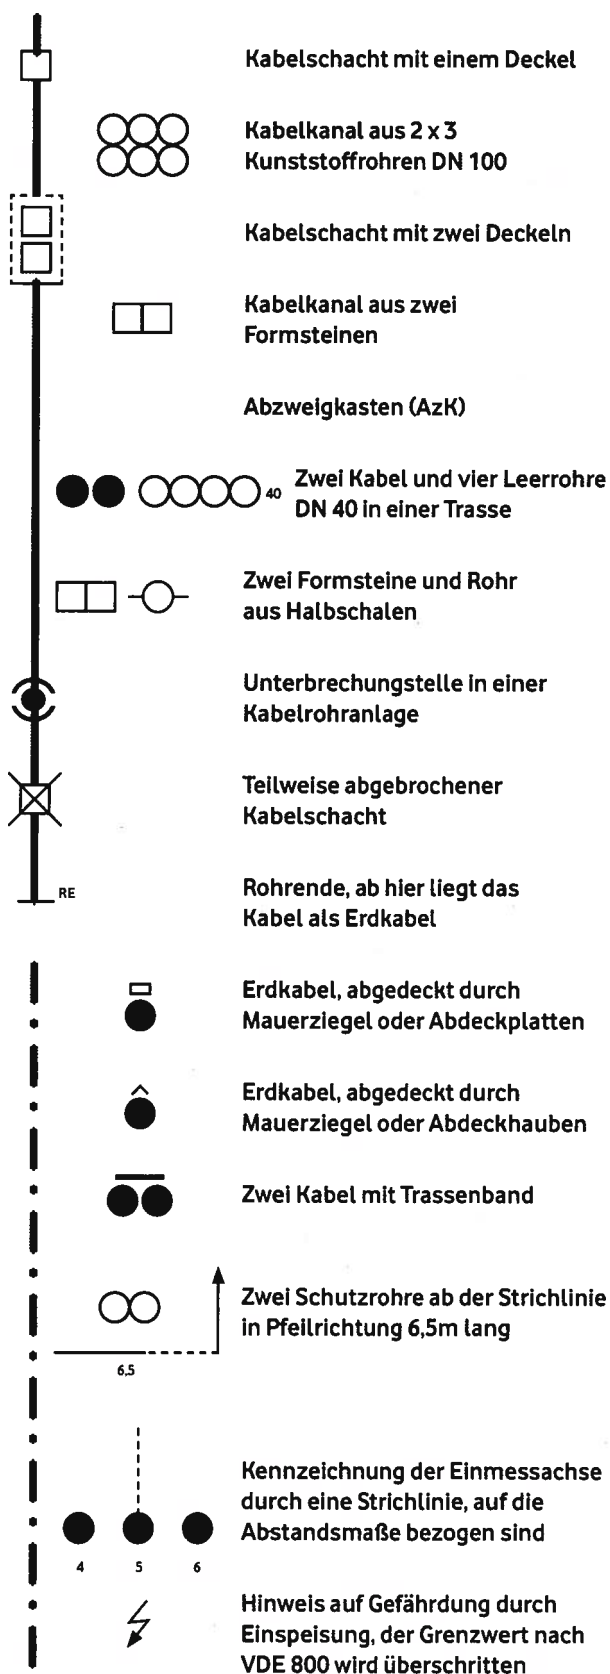 Kabelschacht mit einem Deckel
Kabelkanal aus 2 x 3
Kunststoffrohren DN 100
Kabelschacht mit zwei Deckeln
Kabelkanal aus zwei
Formsteinen
Abzweigkasten (AzK)
40
Zwei Kabel und vier Leerrohre
DN 40 in einer Trasse
Zwei Formsteine und Rohr
aus Halbschalen
Unterbrechungstelle in einer
Kabelrohranlage
Teilweise abgebrochener
Kabelschacht
RE
Rohrende, ab hier liegt das
Kabel als Erdkabel
Erdkabel, abgedeckt durch
Mauerziegel oder Abdeckplatten
Erdkabel, abgedeckt durch
Mauerziegel oder Abdeckhauben
Zwei Kabel mit Trassenband
Zwei Schutzrohre ab der Strichlinie
in Pfeilrichtung 6,5m lang
6,5
Kennzeichnung der Einmessachse
durch eine Strichlinie, auf die
Abstandsmaße bezogen sind
4 5 6
Hinweis auf Gefährdung durch
Einspeisung, der Grenzwert nach
VDE 800 wird überschritten